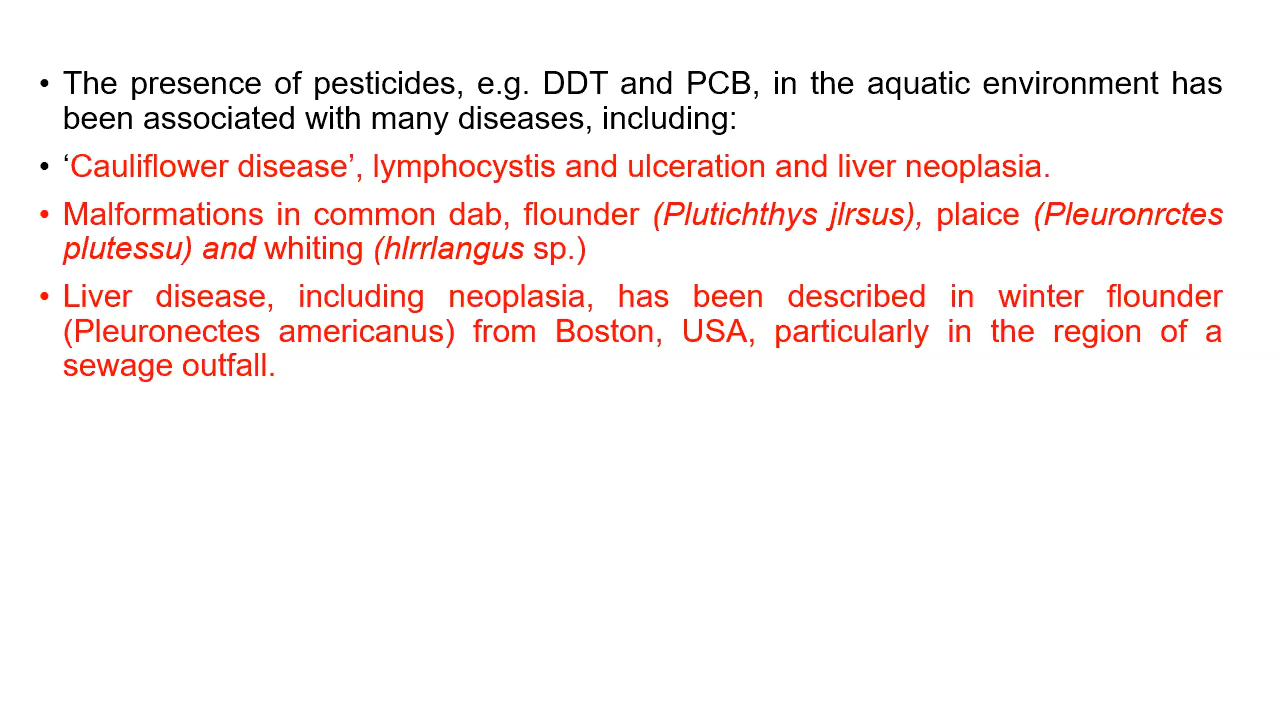 • The presence of pesticides, e.g. DDT and PCB, in the aquatic environment has
been associated with many diseases, including:
• ‘Cauliflower disease’, lymphocystis and ulceration and liver neoplasia.
• Malformations in common dab, flounder (Plutichthys jlrsus), plaice (Pleuronrctes
plutessu) and whiting (hlrrlangus sp.)
• Liver disease, including neoplasia, has been described in winter flounder
(Pleuronectes americanus) from Boston, USA, particularly in the region of a
sewage outfall.